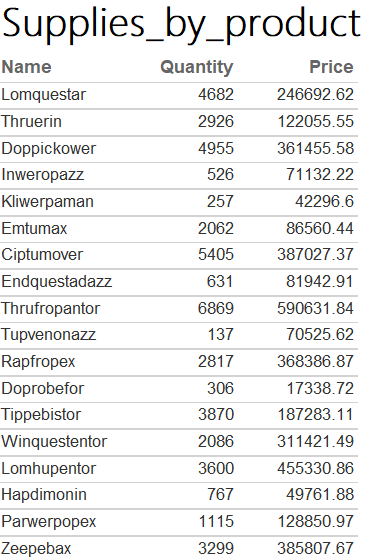 Supplies_by_product
Name Quantity Price
Lomquestar 4682 246692.62
Thruerin 2926 122055.55
Doppickower 4955 361455.58
Inweropazz 526 71132.22
Kliwerpaman 257 42296.6
Emtumax 2062 86560.44
Ciptumover 5405 387027.37
Endquestadazz 631 81942.91
Thrufropantor 6869 590631.84
Tupvenonazz 137 70525.62
Rapfropex 2817 368386.87
Doprobefor 306 17338.72
Tippebistor 3870 187283.11
Winquestentor 2086 311421.49
Lomhupentor 3600 455330.86
Hapdimonin 767 49761.88
Parwerpopex 1115 128850.97
Zeepebax 3299 385807.67